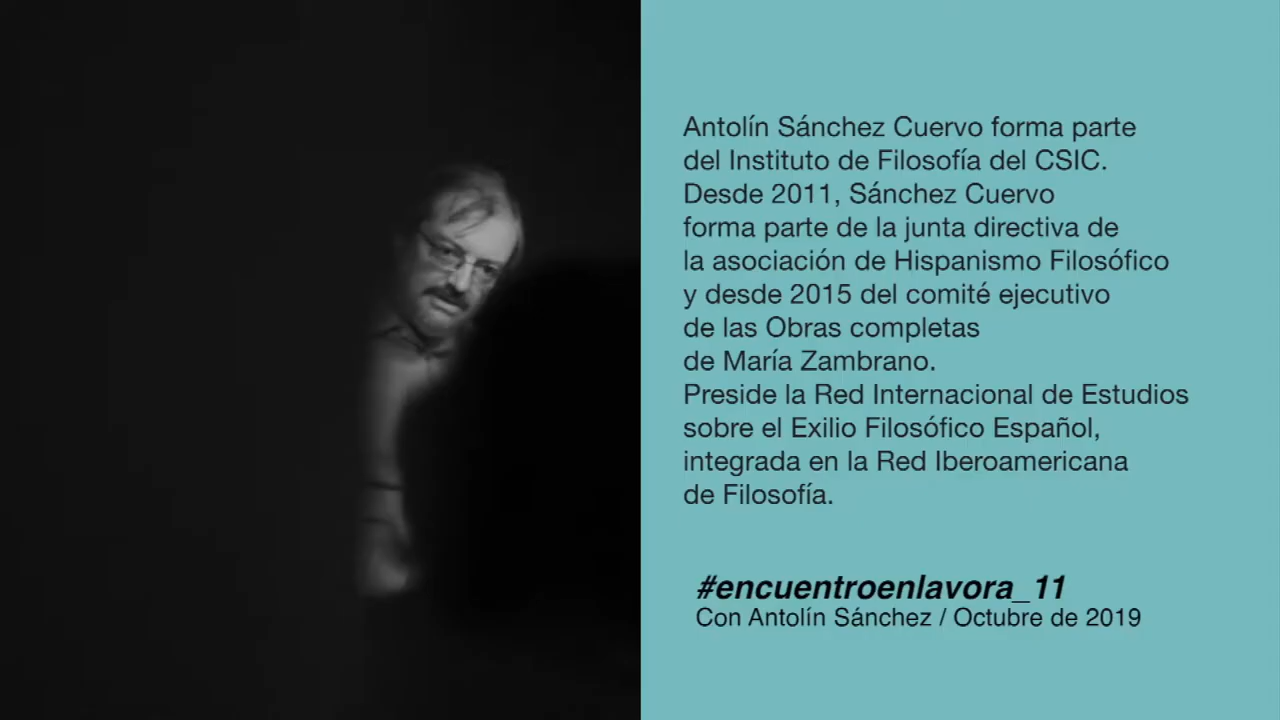 Antolín Sánchez Cuervo forma parte
del Instituto de Filosofía del CSIC.
Desde 2011, Sánchez Cuervo
forma parte de la junta directiva de
la asociación de Hispanismo Filosófico
y desde 2015 del comité ejecutivo
de las Obras completas
de María Zambrano.
Preside la Red Internacional de Estudios
sobre el Exilio Filosófico Español,
integrada en la Red Iberoamericana
de Filosofía.
#encuentroenlavora_11
Con Antolín Sánchez / Octubre de 2019